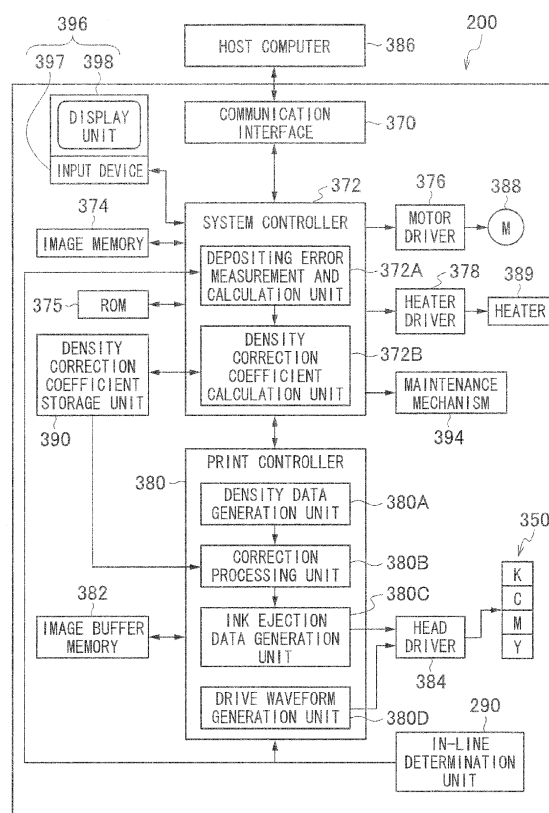 HOST COMPUTER
386
200
396
397
398
DISPLAY
UNIT
INPUT DEVICE
COMMUNICATION
INTERFACE
370
372
SYSTEM CONTROLLER
374
IMAGE MEMORY
376
MOTOR
DRIVER
388
M
DEPOSITING ERROR
MEASUREMENT AND
CALCULATION UNIT
372A
375
ROM
378
HEATER
DRIVER
389
HEATER
DENSITY
CORRECTION
COEFFICIENT
STORAGE UNIT
390
DENSITY
CORRECTION
COEFFICIENT
CALCULATION UNIT
372B
MAINTENANCE
MECHANISM
394
PRINT CONTROLLER
380
DENSITY DATA
GENERATION UNIT
380A
CORRECTION
PROCESSING UNIT
380B
350
K
C
M
Y
382
IMAGE BUFFER
MEMORY
INK EJECTION
DATA GENERATION
UNIT
380C
HEAD
DRIVER
384
DRIVE WAVEFORM
GENERATION UNIT
380D
290
IN-LINE
DETERMINATION
UNIT